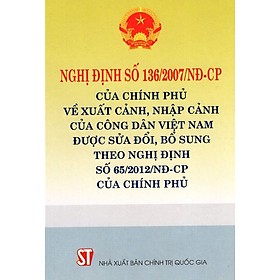 NGHỊ ĐỊNH SỐ 136/2007/NĐ-CP
CỦA CHÍNH PHỦ
VỀ XUẤT CẢNH, NHẬP CẢNH
CỦA CÔNG DÂN VIỆT NAM
ĐƯỢC SỬA ĐỔI, BỔ SUNG
THEO NGHỊ ĐỊNH
SỐ 65/2012/NĐ-CP
CỦA CHÍNH PHỦ
ST
NHÀ XUẤT BẢN CHÍNH TRỊ QUỐC GIA